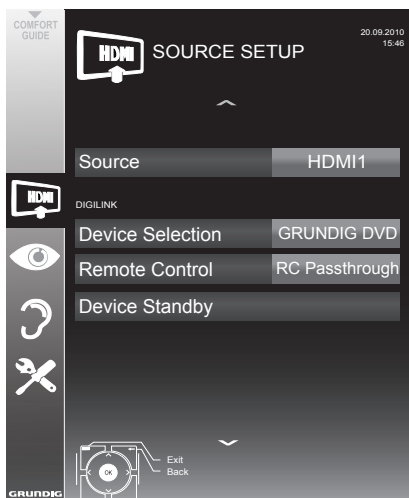 COMFORT
GUIDE
HDMI
SOURCE SETUP
20.09.2010
15:46
Source
HDMI1
HDMI
DIGILINK
Device Selection
GRUNDIG DVD
Remote Control
RC Passthrough
Device Standby
Exit
Back
OK
GRUNDIG